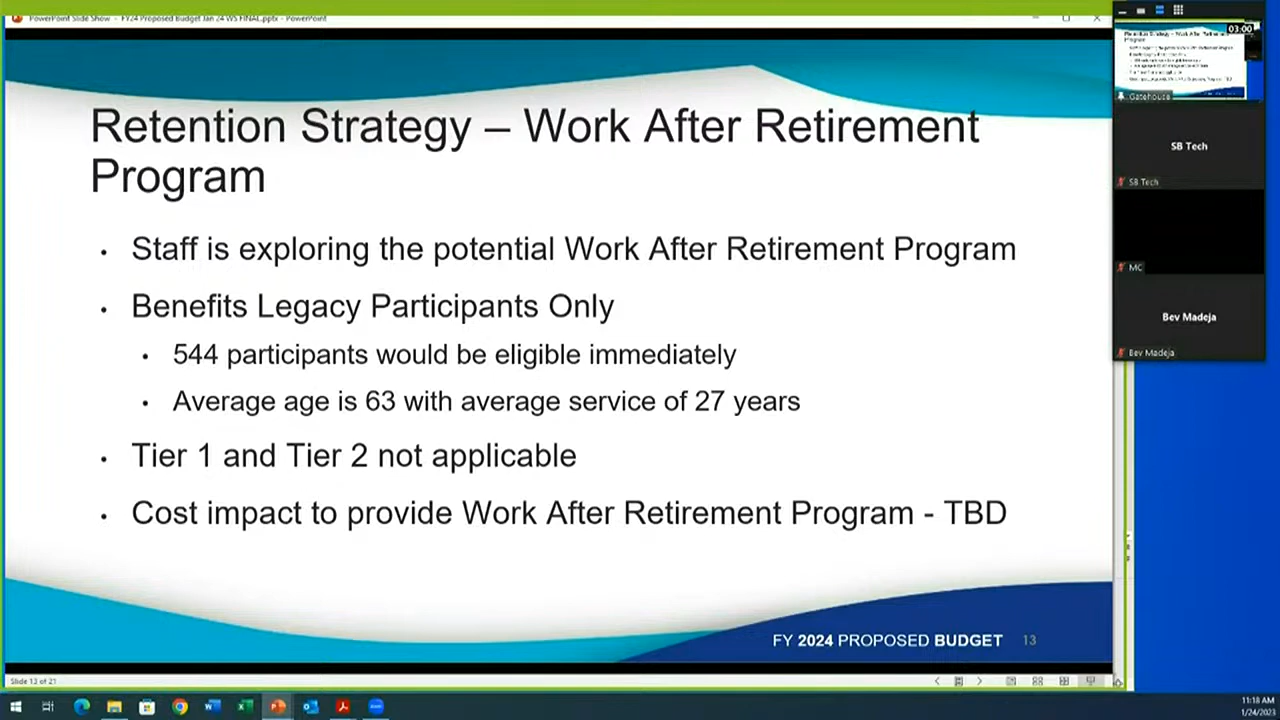 PowerPoint Slide Show - FY24 Proposed Budget Jan 24 WS FINAL.pptx - PowerPoint
Retention Strategy – Work After Retirement
Program
• Staff is exploring the potential Work After Retirement Program
• Benefits Legacy Participants Only
• 544 participants would be eligible immediately
• Average age is 63 with average service of 27 years
• Tier 1 and Tier 2 not applicable
• Cost impact to provide Work After Retirement Program - TBD
FY 2024 PROPOSED BUDGET 13
Slide 13 of 21
03:00
Gatehouse
SB Tech
SB Tech
MC
Bev Madeja
Bev Madeja
11:18 AM
1/24/2023